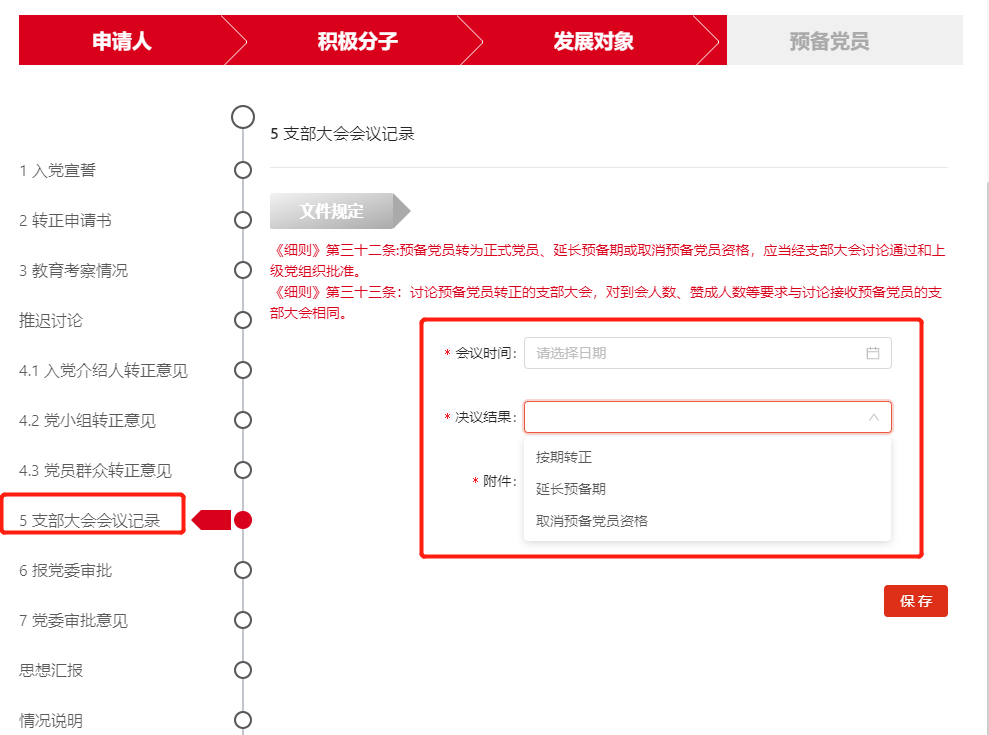 申请人
积极分子
发展对象
预备党员
5 支部大会会议记录
1 入党宣誓
2 转正申请书
3 教育考察情况
推迟讨论
4.1 入党介绍人转正意见
4.2 党小组转正意见
4.3 党员群众转正意见
5 支部大会会议记录
6 报党委审批
7 党委审批意见
思想汇报
情况说明
文件规定
《细则》第三十二条:预备党员转为正式党员、延长预备期或取消预备党员资格，应当经支部大会讨论通过和上
级党组织批准。
《细则》第三十三条：讨论预备党员转正的支部大会，对到会人数、赞成人数等要求与讨论接收预备党员的支
部大会相同。
* 会议时间: 请选择日期
* 决议结果:
按期转正
* 附件:
延长预备期
取消预备党员资格
保存